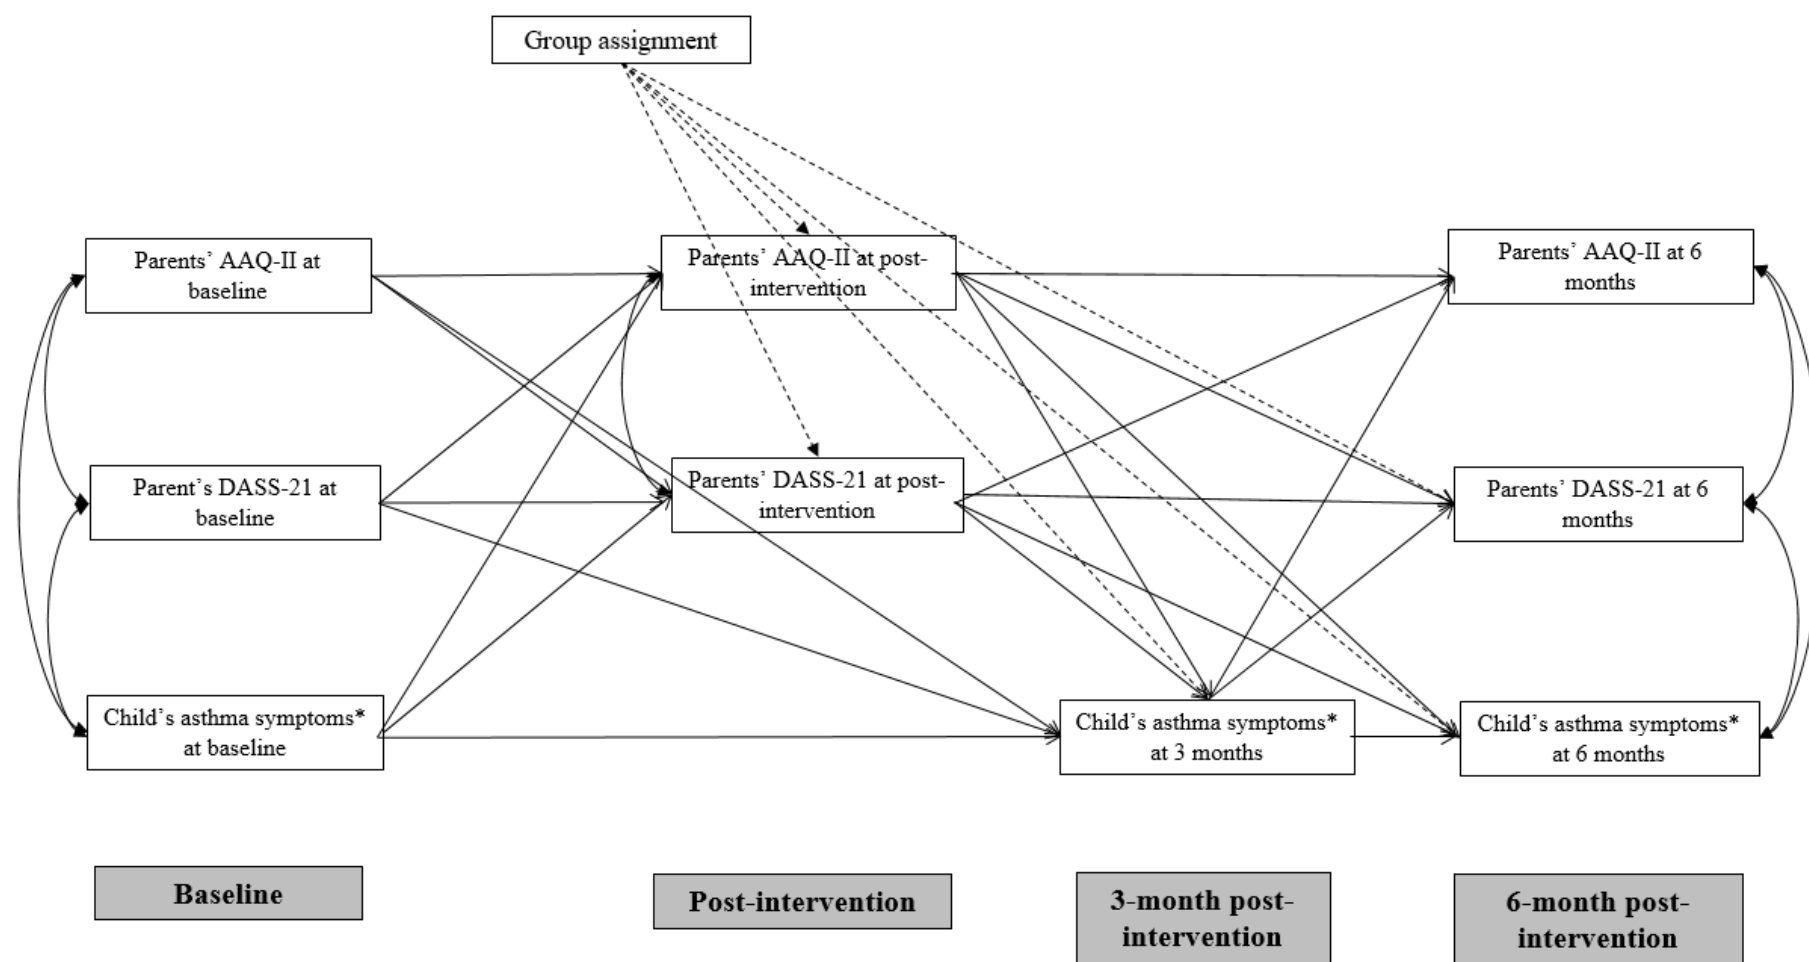 Group assignment
Parents’ AAQ-II at
baseline
Parents’ AAQ-II at post-
intervention
Parents’ AAQ-II at 6
months
Parent’s DASS-21 at
baseline
Parents’ DASS-21 at post-
intervention
Parents’ DASS-21 at 6
months
Child’s asthma symptoms*
at baseline
Child’s asthma symptoms*
at 3 months
Child’s asthma symptoms*
at 6 months
Baseline
Post-intervention
3-month post-
intervention
6-month post-
intervention